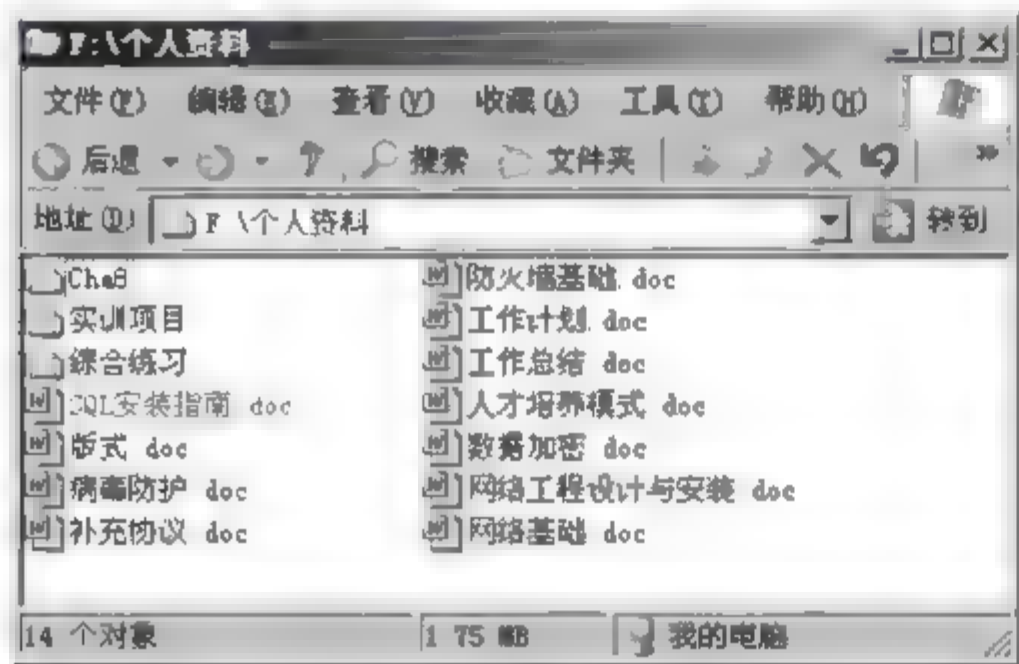 F:\个人资料
文件(F) 编辑(E) 查看(V) 收藏(A) 工具(T) 帮助(H)
后退 搜索 文件夹
地址(D) F \个人资料 转到
Cha8
实训项目
综合练习
SQL安装指南 doc
版式 doc
病毒防护 doc
补充协议 doc
防火墙基础 doc
工作计划 doc
工作总结 doc
人才培养模式 doc
数据加密 doc
网络工程设计与安装 doc
网络基础 doc
14 个对象 1 75 MB 我的电脑